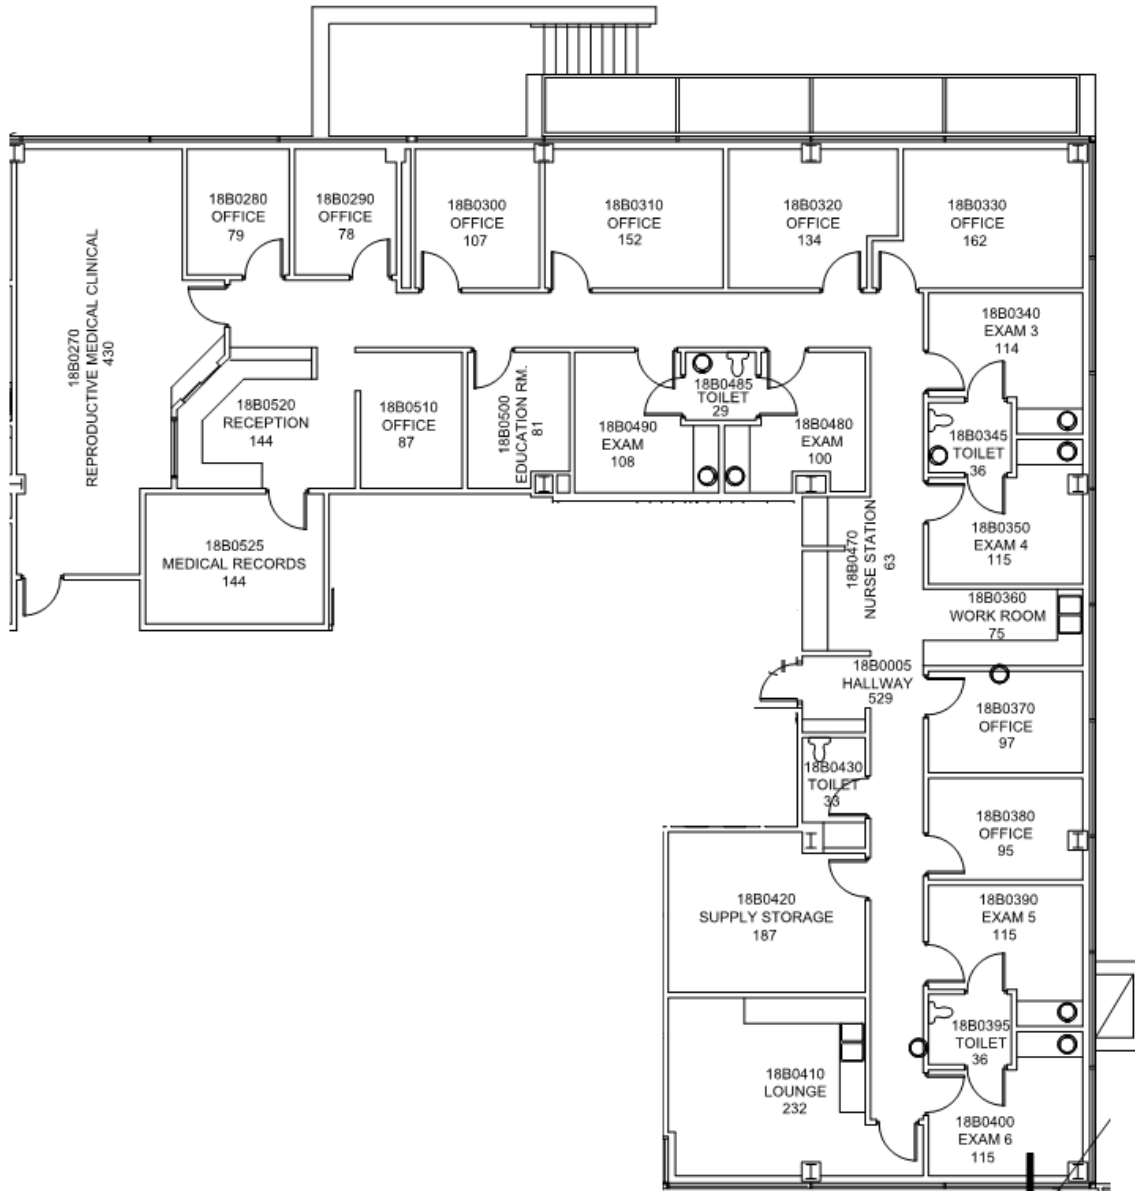 18B0280
OFFICE
79
18B0290
OFFICE
78
18B0300
OFFICE
107
18B0310
OFFICE
152
18B0320
OFFICE
134
18B0330
OFFICE
162
18B0270
REPRODUCTIVE MEDICAL CLINICAL
430
18B0340
EXAM 3
114
18B0520
RECEPTION
144
18B0510
OFFICE
87
18B0500
EDUCATION RM.
81
18B0490
EXAM
108
18B0485
TOILET
29
18B0480
EXAM
100
18B0345
TOILET
36
18B0525
MEDICAL RECORDS
144
18B0470
NURSE STATION
63
18B0350
EXAM 4
115
18B0360
WORK ROOM
75
18B0005
HALLWAY
529
18B0370
OFFICE
97
18B0430
TOILET
33
18B0380
OFFICE
95
18B0420
SUPPLY STORAGE
187
18B0390
EXAM 5
115
18B0395
TOILET
36
18B0410
LOUNGE
232
18B0400
EXAM 6
115